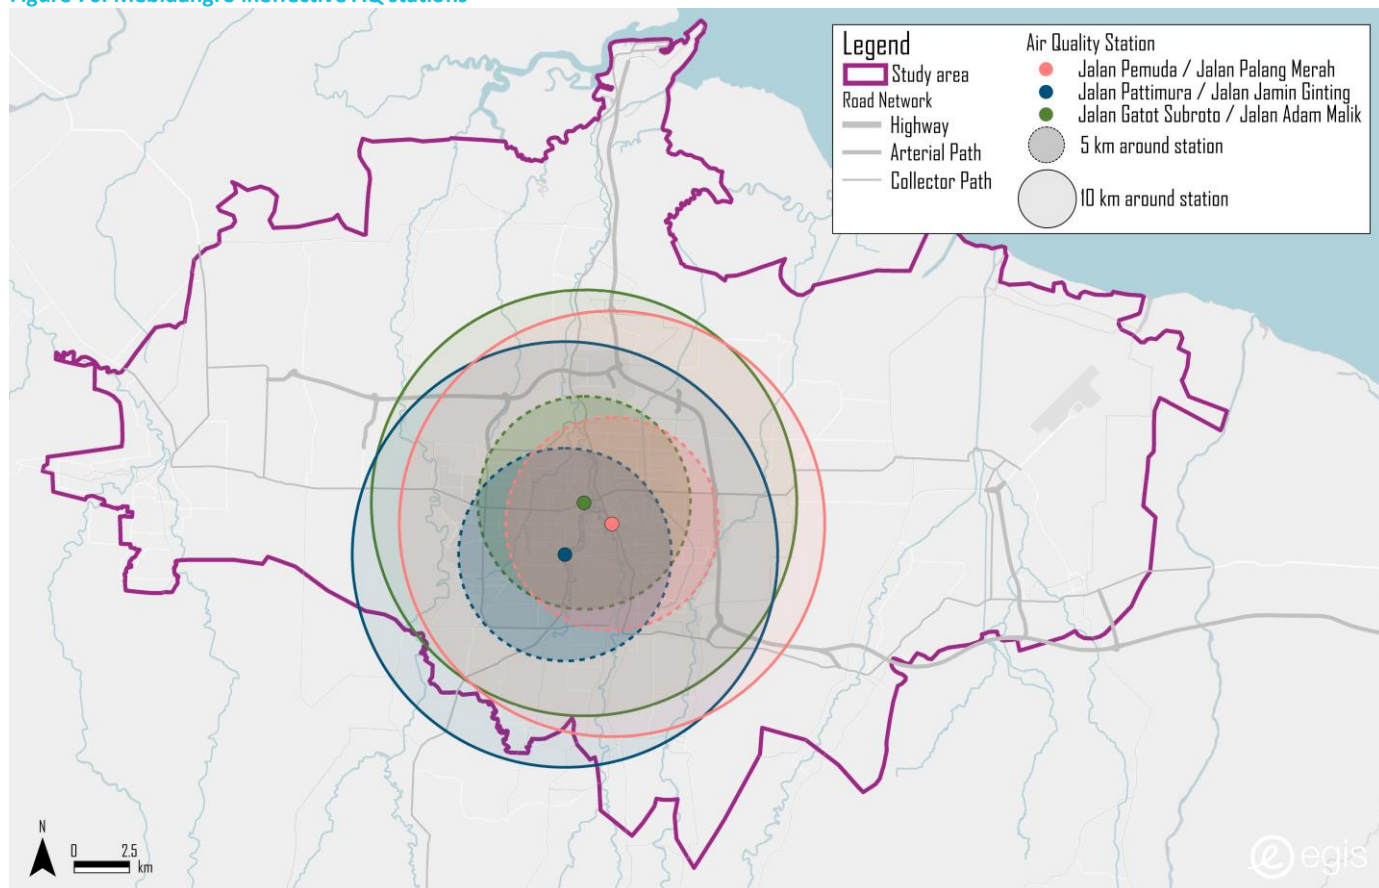 Legend
Study area
Road Network
Highway
Arterial Path
Collector Path
Air Quality Station
Jalan Pemuda / Jalan Palang Merah
Jalan Pattimura / Jalan Jamin Ginting
Jalan Gatot Subroto / Jalan Adam Malik
5 km around station
10 km around station
N
0 2.5
km
egis